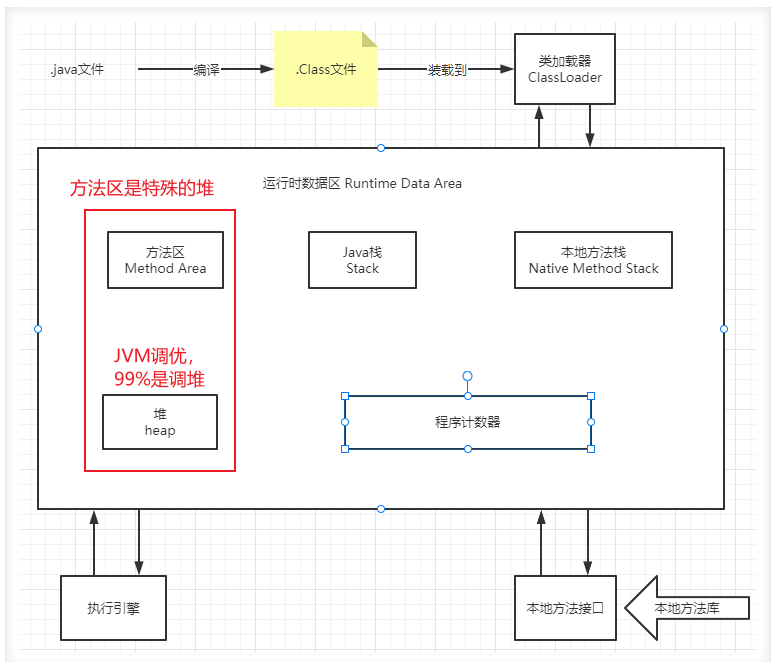 .java文件
编译
.Class文件
装载到
类加载器
ClassLoader
方法区是特殊的堆
运行时数据区 Runtime Data Area
方法区
Method Area
Java栈
Stack
本地方法栈
Native Method Stack
JVM调优，
99%是调堆
堆
heap
程序计数器
执行引擎
本地方法接口
本地方法库